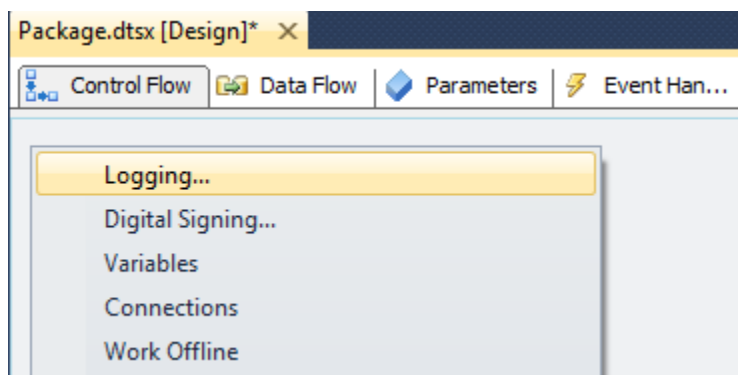 Package.dtsx [Design]*
Control Flow Data Flow Parameters Event Han...
Logging...
Digital Signing...
Variables
Connections
Work Offline